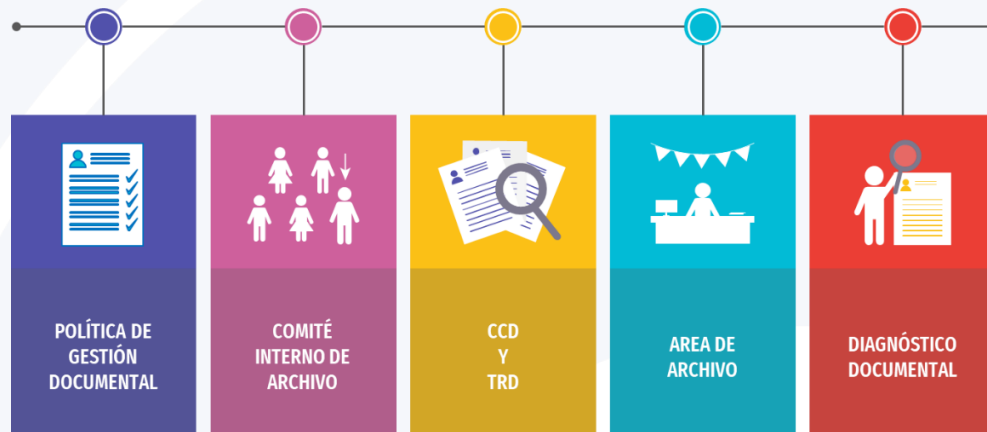 POLÍTICA DE
GESTIÓN
DOCUMENTAL
COMITÉ
INTERNO DE
ARCHIVO
CCD
Y
TRD
AREA DE
ARCHIVO
DIAGNÓSTICO
DOCUMENTAL